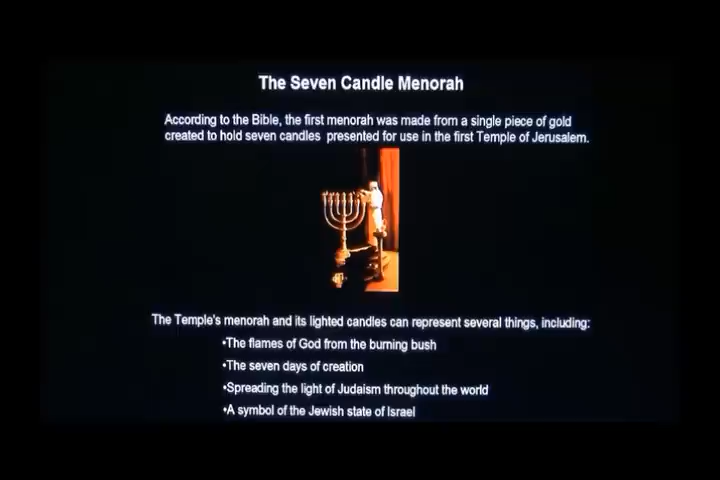 The Seven Candle Menorah
According to the Bible, the first menorah was made from a single piece of gold
created to hold seven candles presented for use in the first Temple of Jerusalem.
The Temple's menorah and its lighted candles can represent several things, including:
•The flames of God from the burning bush
•The seven days of creation
•Spreading the light of Judaism throughout the world
•A symbol of the Jewish state of Israel